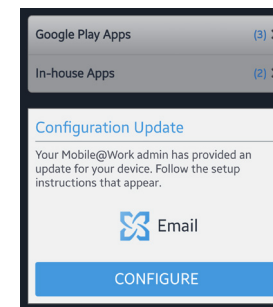 Google Play Apps (3)
In-house Apps (2)
Configuration Update
Your Mobile@Work admin has provided an
update for your device. Follow the setup
instructions that appear.
Email
CONFIGURE